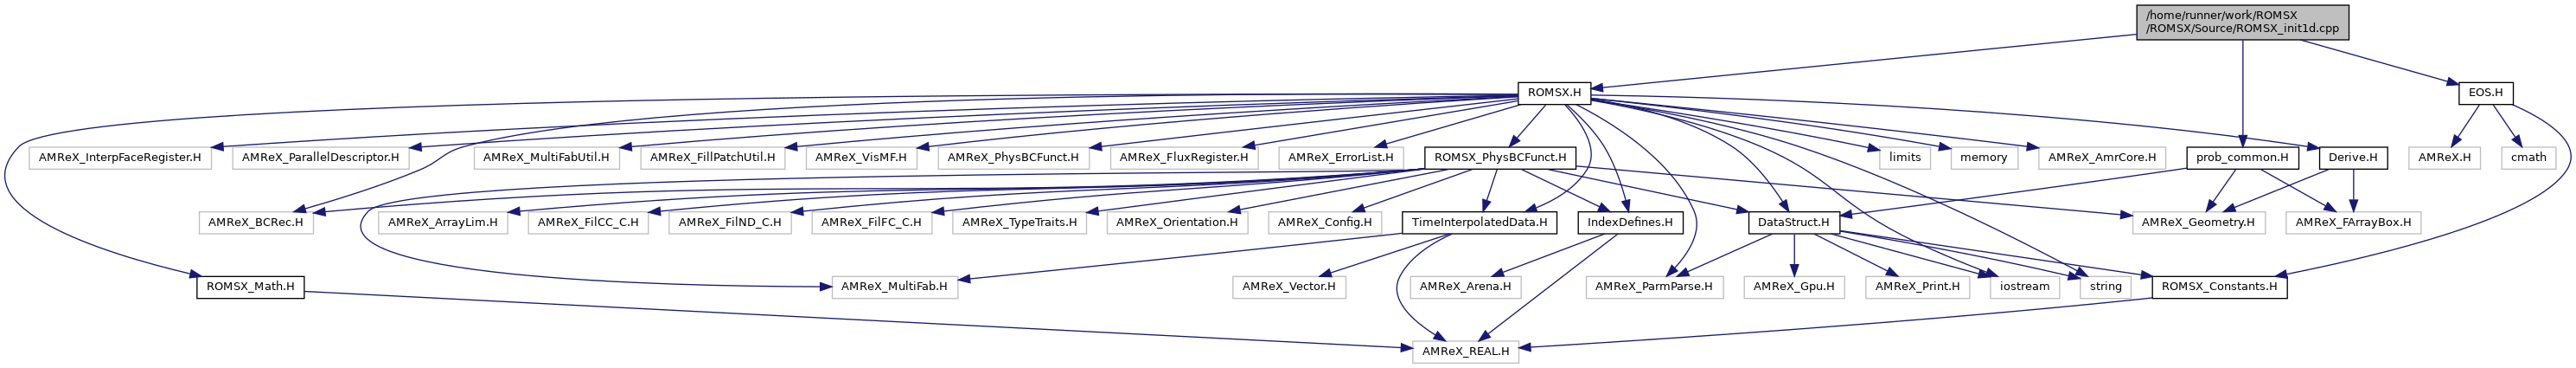 /home/runner/work/ROMSX
/ROMSX/Source/ROMSX_init1d.cpp
ROMSX.H
EOS.H
AMReX_InterpFaceRegister.H
AMReX_ParallelDescriptor.H
AMReX_MultiFabUtil.H
AMReX_FillPatchUtil.H
AMReX_VisMF.H
AMReX_PhysBCFunct.H
AMReX_FluxRegister.H
AMReX_ErrorList.H
ROMSX_PhysBCFunct.H
limits
memory
AMReX_AmrCore.H
prob_common.H
Derive.H
AMReX.H
cmath
AMReX_BCRec.H
AMReX_ArrayLim.H
AMReX_FilCC_C.H
AMReX_FilND_C.H
AMReX_FilFC_C.H
AMReX_TypeTraits.H
AMReX_Orientation.H
AMReX_Config.H
TimeInterpolatedData.H
IndexDefines.H
DataStruct.H
AMReX_Geometry.H
AMReX_FArrayBox.H
ROMSX_Math.H
AMReX_MultiFab.H
AMReX_Vector.H
AMReX_Arena.H
AMReX_ParmParse.H
AMReX_Gpu.H
AMReX_Print.H
iostream
string
ROMSX_Constants.H
AMReX_REAL.H